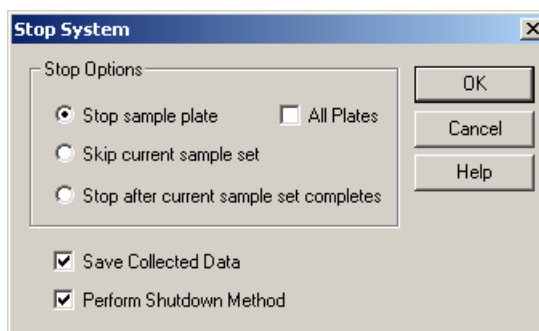 Stop System
Stop Options
Stop sample plate All Plates
Skip current sample set
Stop after current sample set completes
Save Collected Data
Perform Shutdown Method
OK
Cancel
Help